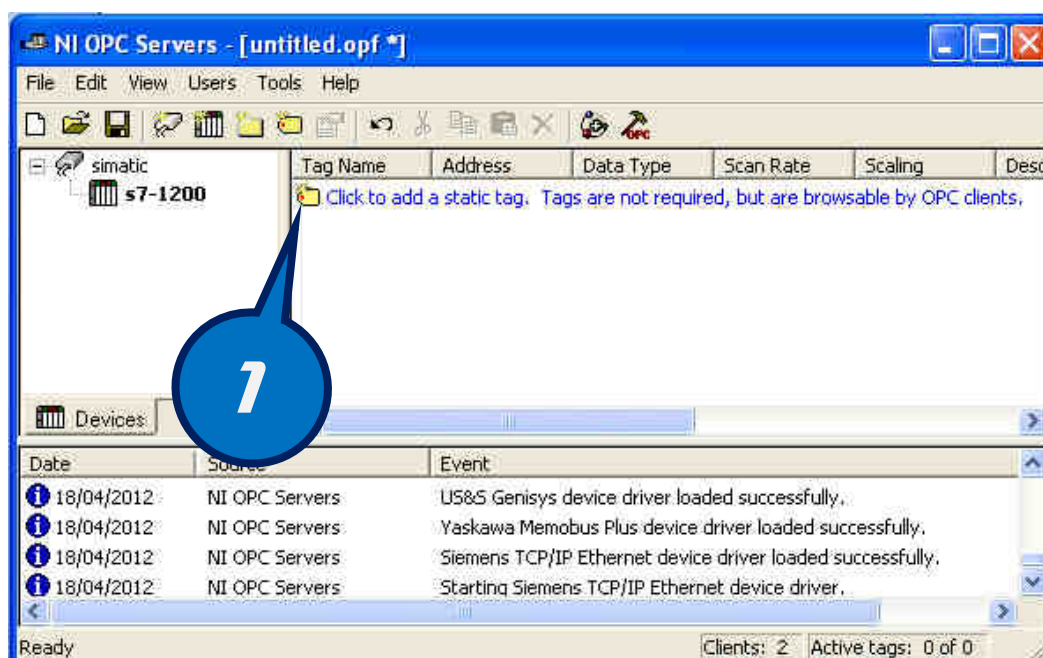 NI OPC Servers - [untitled.opf *]
File Edit View Users Tools Help
simatic
s7-1200
Tag Name Address Data Type Scan Rate Scaling Desc
Click to add a static tag. Tags are not required, but are browsable by OPC clients.
1
Devices
Date Source Event
18/04/2012 NI OPC Servers US&S Genisys device driver loaded successfully.
18/04/2012 NI OPC Servers Yaskawa Memobus Plus device driver loaded successfully.
18/04/2012 NI OPC Servers Siemens TCP/IP Ethernet device driver loaded successfully.
18/04/2012 NI OPC Servers Starting Siemens TCP/IP Ethernet device driver.
Ready Clients: 2 Active tags: 0 of 0